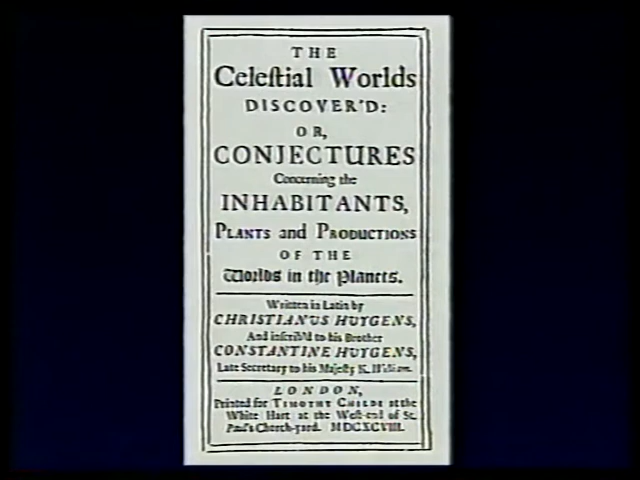 THE
Celeſtial Worlds
DISCOVER'D:
OR,
CONJECTURES
Concerning the
INHABITANTS,
PLANTS and PRODUCTIONS
OF THE
Worlds in the Planets.
Written in Latin by
CHRISTIANUS HUYGENS,
And inſcrib'd to his Brother
CONSTANTINE HUYGENS,
Late Secretary to his Majeſty K. William.
LONDON,
Printed for TIMOTHY CHILDE at the
White Hart at the Weſt-end of St.
Paul's Church-yard. MDCXCVIII.